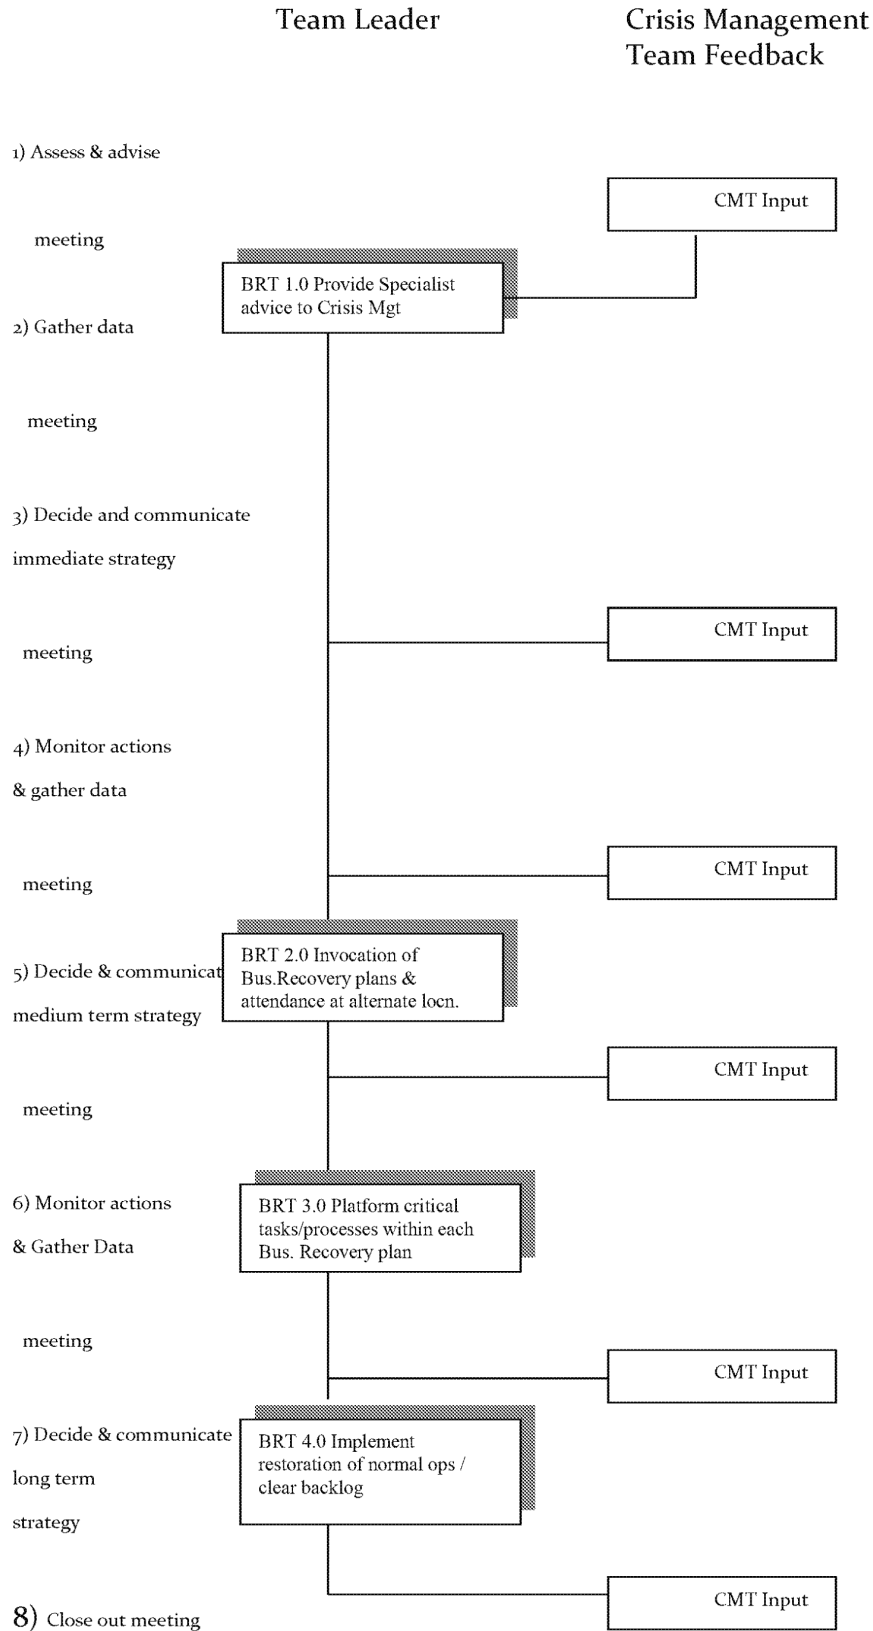 Team Leader
Crisis Management
Team Feedback
1) Assess & advise
CMT Input
meeting
BRT 1.0 Provide Specialist
advice to Crisis Mgt
2) Gather data
meeting
3) Decide and communicate
immediate strategy
CMT Input
meeting
4) Monitor actions
& gather data
CMT Input
meeting
BRT 2.0 Invocation of
Bus.Recovery plans &
attendance at alternate locn.
5) Decide & communicat
medium term strategy
CMT Input
meeting
6) Monitor actions
& Gather Data
BRT 3.0 Platform critical
tasks/processes within each
Bus. Recovery plan
meeting
CMT Input
7) Decide & communicate
long term
strategy
BRT 4.0 Implement
restoration of normal ops /
clear backlog
CMT Input
8) Close out meeting